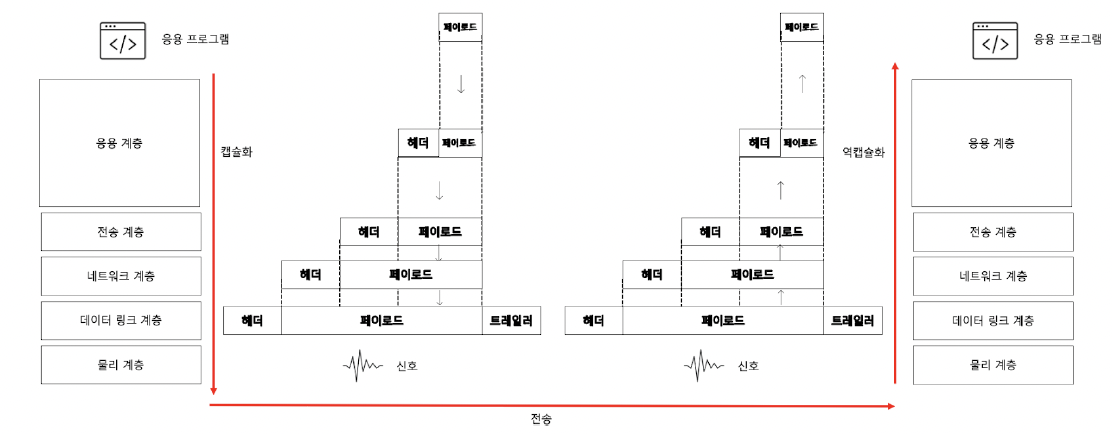 </>
응용 프로그램
페이로드
페이로드
</>
응용 프로그램
응용 계층
캡슐화
헤더 페이로드
헤더 페이로드
역캡슐화
응용 계층
전송 계층
헤더 페이로드
헤더 페이로드
전송 계층
네트워크 계층
헤더 페이로드
헤더 페이로드
네트워크 계층
데이터 링크 계층
헤더 페이로드 트레일러
헤더 페이로드 트레일러
데이터 링크 계층
물리 계층
신호
신호
물리 계층
전송